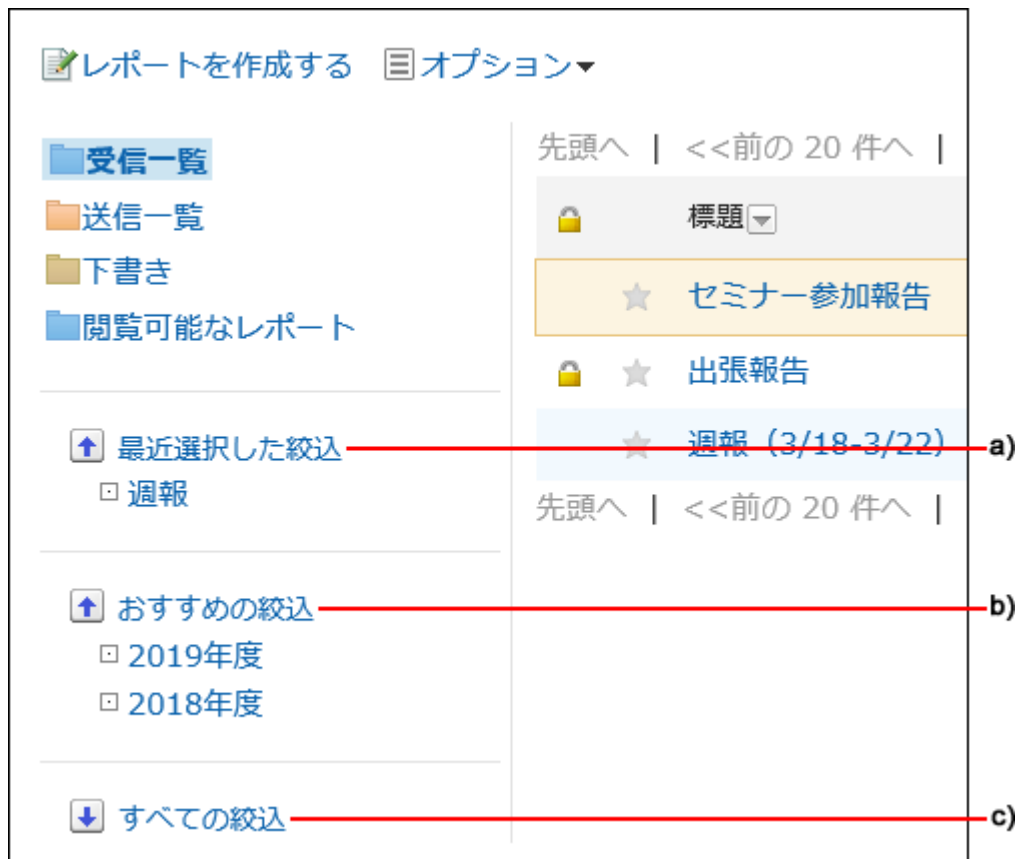 レポートを作成する オプション
受信一覧
送信一覧
下書き
閲覧可能なレポート
最近選択した絞込
週報
おすすめの絞込
2019年度
2018年度
すべての絞込
先頭へ | <<前の 20 件へ |
標題
セミナー参加報告
出張報告
週報（3/18-3/22）
先頭へ | <<前の 20 件へ |
a)
b)
c)